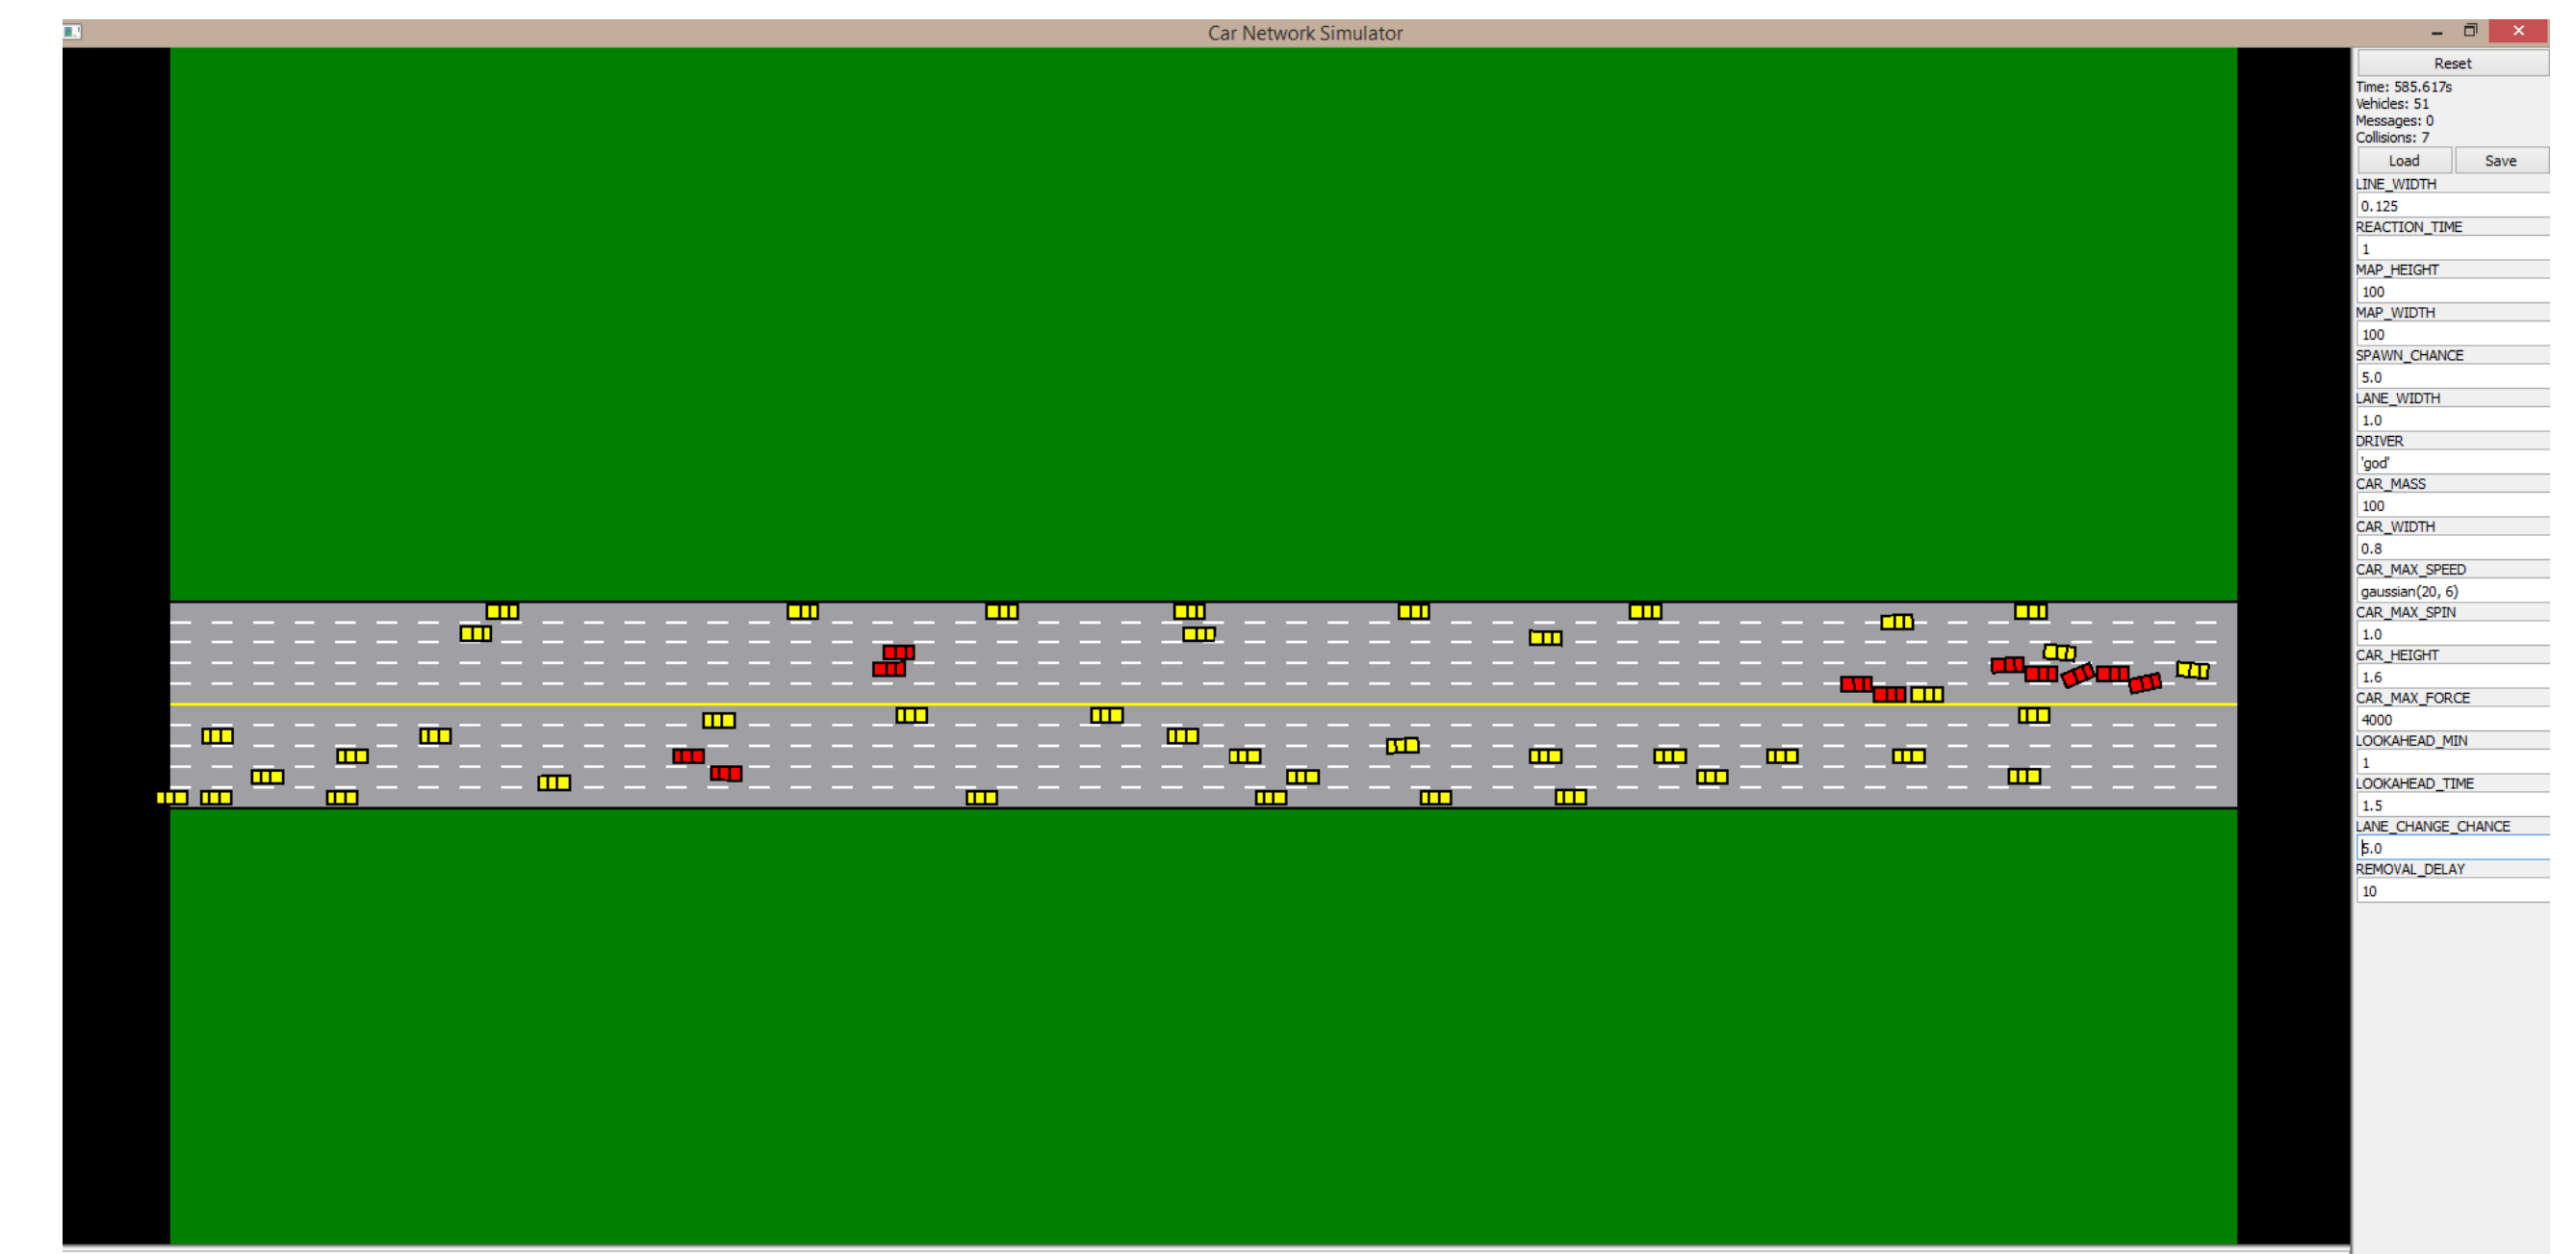 Car Network Simulator
Reset
Time: 585.617s
Vehicles: 51
Messages: 0
Collisions: 7
Load Save
LINE_WIDTH
0.125
REACTION_TIME
1
MAP_HEIGHT
100
MAP_WIDTH
100
SPAWN_CHANCE
5.0
LANE_WIDTH
1.0
DRIVER
'god'
CAR_MASS
100
CAR_WIDTH
0.8
CAR_MAX_SPEED
gaussian(20, 6)
CAR_MAX_SPIN
1.0
CAR_HEIGHT
1.6
CAR_MAX_FORCE
4000
LOOKAHEAD_MIN
1
LOOKAHEAD_TIME
1.5
LANE_CHANGE_CHANCE
5.0
REMOVAL_DELAY
10